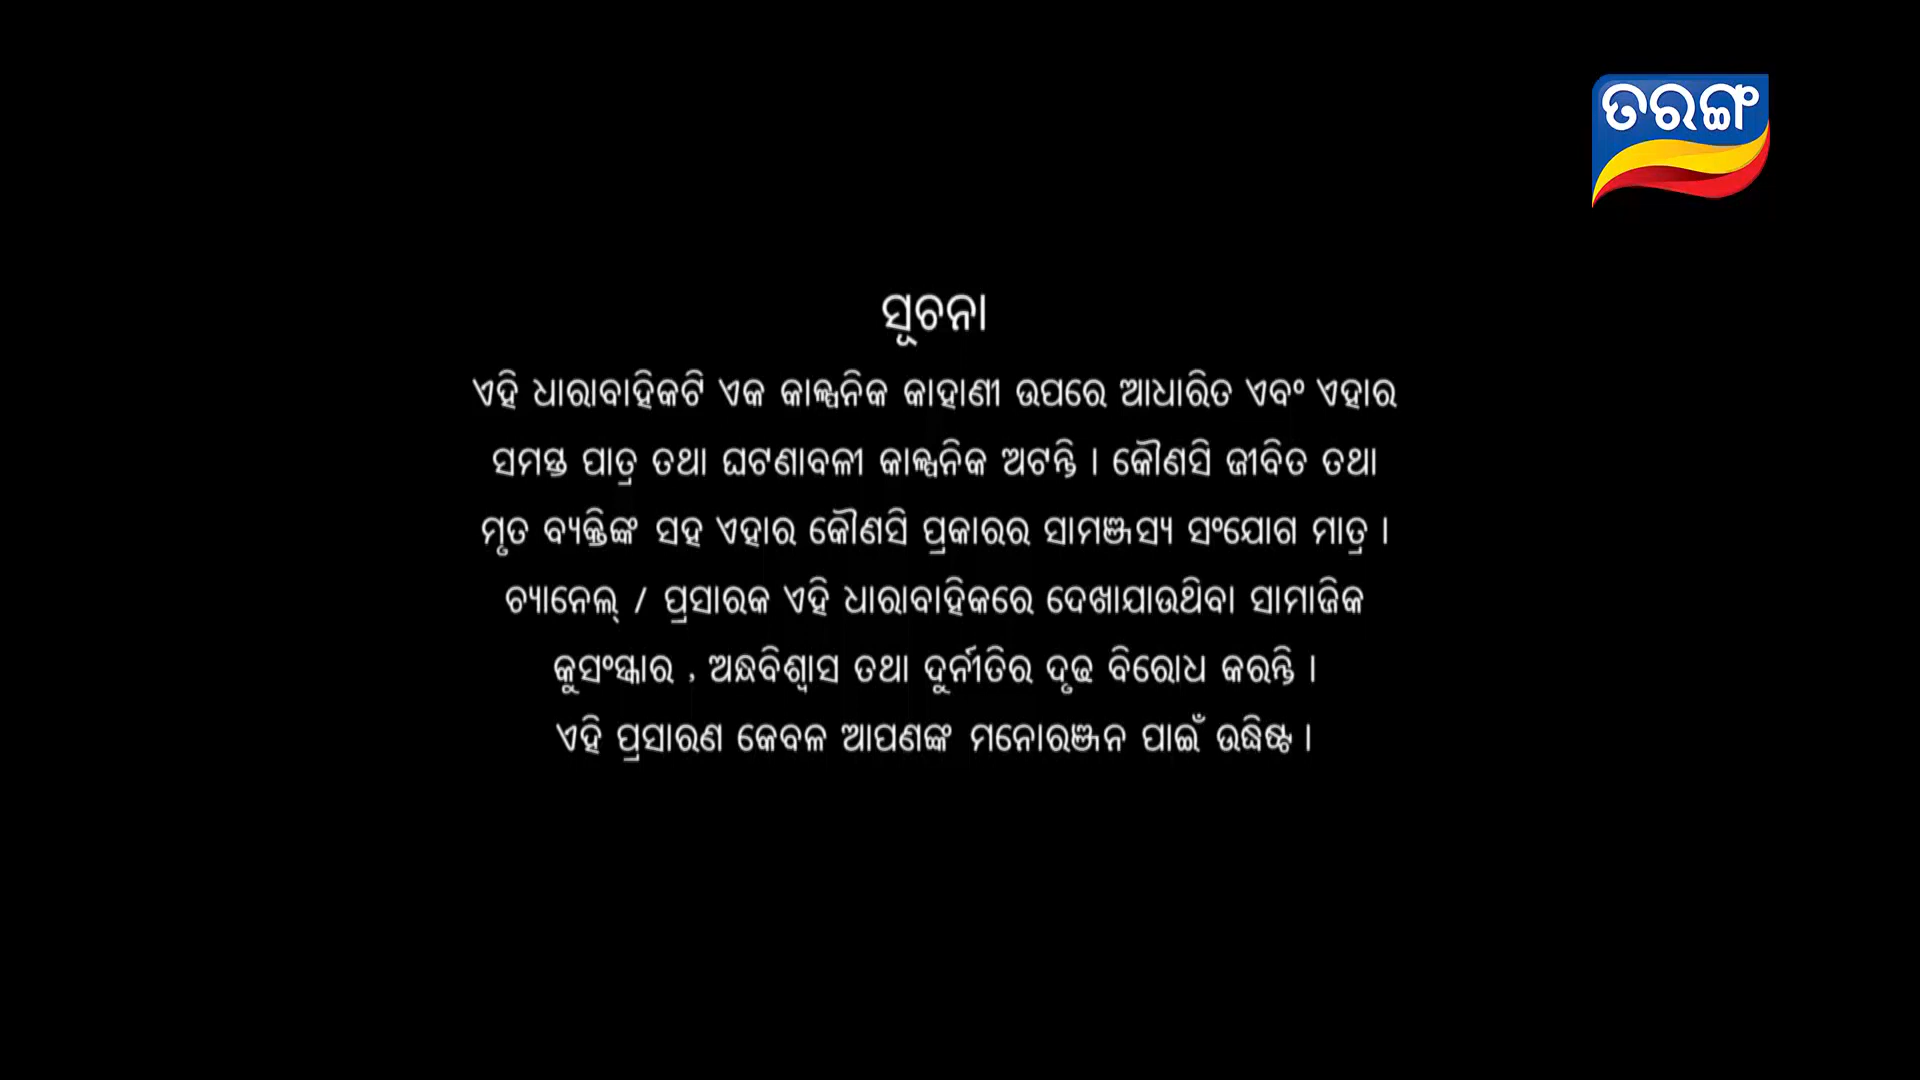 ତରଙ୍ଗ
ସୂଚନା
ଏହି ଧାରାବାହିକଟି ଏକ କାଳ୍ପନିକ କାହାଣୀ ଉପରେ ଆଧାରିତ ଏବଂ ଏହାର
ସମସ୍ତ ପାତ୍ର ତଥା ଘଟଣାବଳୀ କାଳ୍ପନିକ ଅଟନ୍ତି । କୌଣସି ଜୀବିତ ତଥା
ମୃତ ବ୍ୟକ୍ତିଙ୍କ ସହ ଏହାର କୌଣସି ପ୍ରକାରର ସାମଞ୍ଜସ୍ୟ ସଂଯୋଗ ମାତ୍ର ।
ଚ୍ୟାନେଲ୍ / ପ୍ରସାରକ ଏହି ଧାରାବାହିକରେ ଦେଖାଯାଉଥିବା ସାମାଜିକ
କୁସଂସ୍କାର , ଅନ୍ଧବିଶ୍ୱାସ ତଥା ଦୁର୍ନୀତିର ଦୃଢ ବିରୋଧ କରନ୍ତି ।
ଏହି ପ୍ରସାରଣ କେବଳ ଆପଣଙ୍କ ମନୋରଞ୍ଜନ ପାଇଁ ଉଦ୍ଧିଷ୍ଟ ।